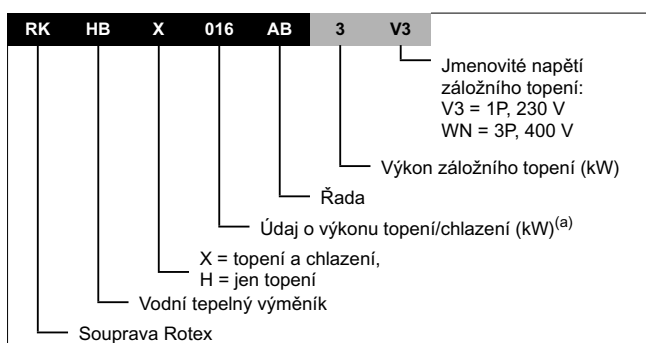 RK HB X 016 AB 3 V3
Jmenovité napětí
záložního topení:
V3 = 1P, 230 V
WN = 3P, 400 V
Výkon záložního topení (kW)
Řada
Údaj o výkonu topení/chlazení (kW)(a)
X = topení a chlazení,
H = jen topení
Vodní tepelný výměník
Souprava Rotex